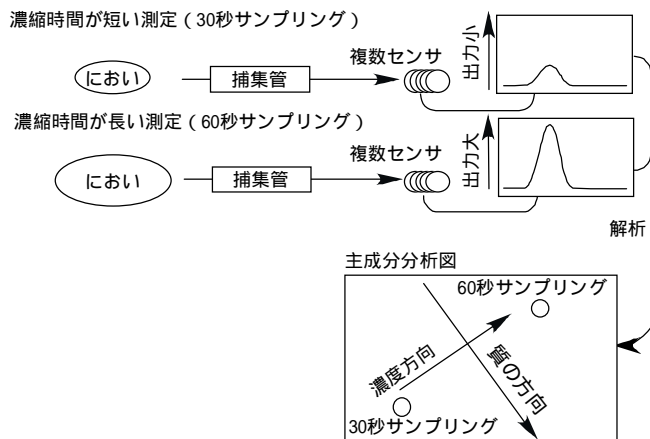 濃縮時間が短い測定（30秒サンプリング）
におい
捕集管
複数センサ
出力小
濃縮時間が長い測定（60秒サンプリング）
におい
捕集管
複数センサ
出力大
解析
主成分分析図
60秒サンプリング
濃度方向
質の方向
30秒サンプリング